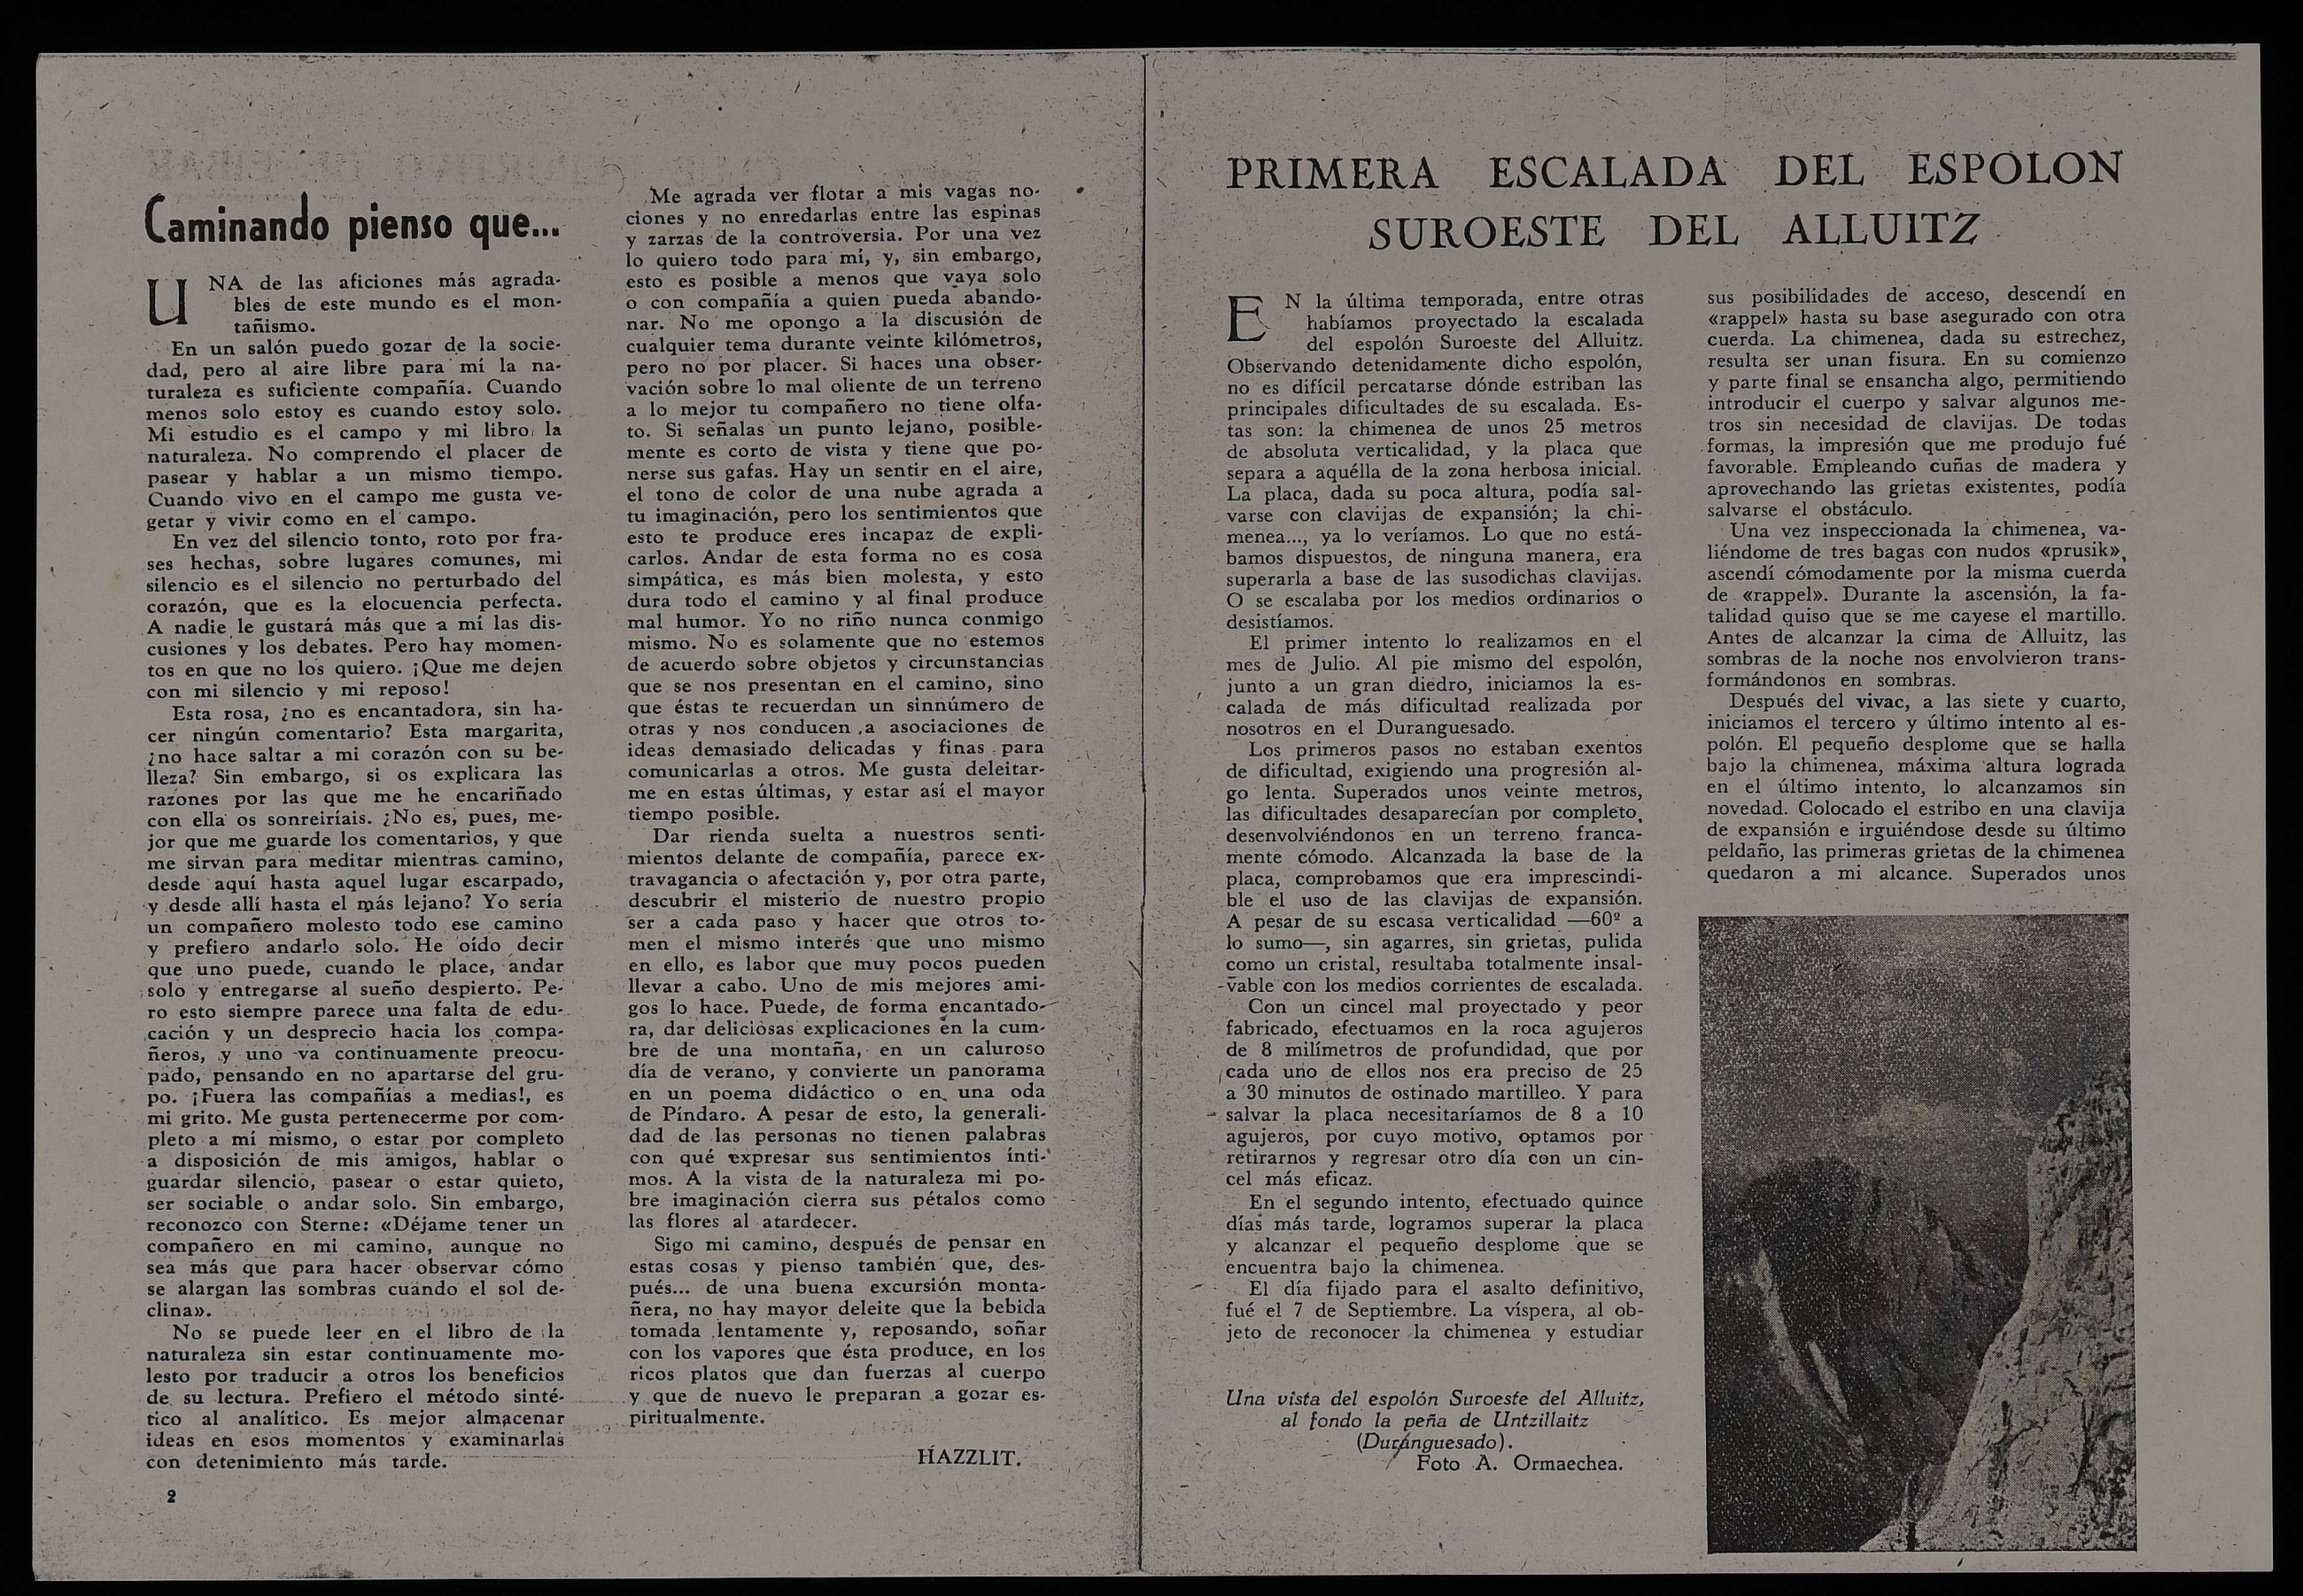 Caminando pienso que...
UNA de las aficiones más agrada-
bles de este mundo es el mon-
tañismo.
En un salón puedo gozar de la socie-
dad, pero al aire libre para mí la na-
turaleza es suficiente compañía. Cuando
menos solo estoy es cuando estoy solo.
Mi estudio es el campo y mi libro la
naturaleza. No comprendo el placer de
pasear y hablar a un mismo tiempo.
Cuando vivo en el campo me gusta ve-
getar y vivir como en el campo.
En vez del silencio tonto, roto por fra-
ses hechas, sobre lugares comunes, mi
silencio es el silencio no perturbado del
corazón, que es la elocuencia perfecta.
A nadie le gustará más que a mí las dis-
cusiones y los debates. Pero hay momen-
tos en que no los quiero. ¡Que me dejen
con mi silencio y mi reposo!
Esta rosa, ¿no es encantadora, sin ha-
cer ningún comentario? Esta margarita,
¿no hace saltar a mi corazón con su be-
lleza? Sin embargo, si os explicara las
razones por las que me he encariñado
con ella os sonreiríais. ¿No es, pues, me-
jor que me guarde los comentarios, y que
me sirvan para meditar mientras camino,
desde aquí hasta aquel lugar escarpado,
y desde allí hasta el más lejano? Yo sería
un compañero molesto todo ese camino
y prefiero andarlo solo. He oído decir
que uno puede, cuando le place, andar
solo y entregarse al sueño despierto. Pe-
ro esto siempre parece una falta de edu-
cación y un desprecio hacia los compa-
ñeros, y uno va continuamente preocu-
pado, pensando en no apartarse del gru-
po. ¡Fuera las compañías a medias!, es
mi grito. Me gusta pertenecerme por com-
pleto a mí mismo, o estar por completo
a disposición de mis amigos, hablar o
guardar silencio, pasear o estar quieto,
ser sociable o andar solo. Sin embargo,
reconozco con Sterne: «Déjame tener un
compañero en mi camino, aunque no
sea más que para hacer observar cómo
se alargan las sombras cuando el sol de-
clina».
No se puede leer en el libro de la
naturaleza sin estar continuamente mo-
lesto por traducir a otros los beneficios
de su lectura. Prefiero el método sinté-
tico al analítico. Es mejor almacenar
ideas en esos momentos y examinarlas
con detenimiento más tarde.
2
Me agrada ver flotar a mis vagas no-
ciones y no enredarlas entre las espinas
y zarzas de la controversia. Por una vez
lo quiero todo para mí, y, sin embargo,
esto es posible a menos que vaya solo
o con compañía a quien pueda abando-
nar. No me opongo a la discusión de
cualquier tema durante veinte kilómetros,
pero no por placer. Si haces una obser-
vación sobre lo mal oliente de un terreno
a lo mejor tu compañero no tiene olfa-
to. Si señalas un punto lejano, posible-
mente es corto de vista y tiene que po-
nerse sus gafas. Hay un sentir en el aire,
el tono de color de una nube agrada a
tu imaginación, pero los sentimientos que
esto te produce eres incapaz de expli-
carlos. Andar de esta forma no es cosa
simpática, es más bien molesta, y esto
dura todo el camino y al final produce
mal humor. Yo no riño nunca conmigo
mismo. No es solamente que no estemos
de acuerdo sobre objetos y circunstancias
que se nos presentan en el camino, sino
que éstas te recuerdan un sinnúmero de
otras y nos conducen a asociaciones de
ideas demasiado delicadas y finas para
comunicarlas a otros. Me gusta deleitar-
me en estas últimas, y estar así el mayor
tiempo posible.
Dar rienda suelta a nuestros senti-
mientos delante de compañía, parece ex-
travagancia o afectación y, por otra parte,
descubrir el misterio de nuestro propio
ser a cada paso y hacer que otros to-
men el mismo interés que uno mismo
en ello, es labor que muy pocos pueden
llevar a cabo. Uno de mis mejores ami-
gos lo hace. Puede, de forma encantado-
ra, dar deliciosas explicaciones en la cum-
bre de una montaña, en un caluroso
día de verano, y convierte un panorama
en un poema didáctico o en una oda
de Píndaro. A pesar de esto, la generali-
dad de las personas no tienen palabras
con qué expresar sus sentimientos ínti-
mos. A la vista de la naturaleza mi po-
bre imaginación cierra sus pétalos como
las flores al atardecer.
Sigo mi camino, después de pensar en
estas cosas y pienso también que, des-
pués... de una buena excursión monta-
ñera, no hay mayor deleite que la bebida
tomada lentamente y, reposando, soñar
con los vapores que ésta produce, en los
ricos platos que dan fuerzas al cuerpo
y que de nuevo le preparan a gozar es-
piritualmente.
HAZZLIT.
PRIMERA ESCALADA DEL ESPOLON
SUROESTE DEL ALLUITZ
EN la última temporada, entre otras
habíamos proyectado la escalada
del espolón Suroeste del Alluitz.
Observando detenidamente dicho espolón,
no es difícil percatarse dónde estriban las
principales dificultades de su escalada. Es-
tas son: la chimenea de unos 25 metros
de absoluta verticalidad, y la placa que
separa a aquélla de la zona herbosa inicial.
La placa, dada su poca altura, podía sal-
varse con clavijas de expansión; la chi-
menea..., ya lo veríamos. Lo que no está-
bamos dispuestos, de ninguna manera, era
superarla a base de las susodichas clavijas.
O se escalaba por los medios ordinarios o
desistíamos.
El primer intento lo realizamos en el
mes de Julio. Al pie mismo del espolón,
junto a un gran diedro, iniciamos la es-
calada de más dificultad realizada por
nosotros en el Duranguesado.
Los primeros pasos no estaban exentos
de dificultad, exigiendo una progresión al-
go lenta. Superados unos veinte metros,
las dificultades desaparecían por completo,
desenvolviéndonos en un terreno franca-
mente cómodo. Alcanzada la base de la
placa, comprobamos que era imprescindi-
ble el uso de las clavijas de expansión.
A pesar de su escasa verticalidad —60º a
lo sumo—, sin agarres, sin grietas, pulida
como un cristal, resultaba totalmente insal-
vable con los medios corrientes de escalada.
Con un cincel mal proyectado y peor
fabricado, efectuamos en la roca agujeros
de 8 milímetros de profundidad, que por
cada uno de ellos nos era preciso de 25
a 30 minutos de ostinado martilleo. Y para
salvar la placa necesitaríamos de 8 a 10
agujeros, por cuyo motivo, optamos por
retirarnos y regresar otro día con un cin-
cel más eficaz.
En el segundo intento, efectuado quince
días más tarde, logramos superar la placa
y alcanzar el pequeño desplome que se
encuentra bajo la chimenea.
El día fijado para el asalto definitivo,
fué el 7 de Septiembre. La víspera, al ob-
jeto de reconocer la chimenea y estudiar
Una vista del espolón Suroeste del Alluitz,
al fondo la peña de Untzillaitz
(Duranguesado).
Foto A. Ormaechea.
sus posibilidades de acceso, descendí en
«rappel» hasta su base asegurado con otra
cuerda. La chimenea, dada su estrechez,
resulta ser unan fisura. En su comienzo
y parte final se ensancha algo, permitiendo
introducir el cuerpo y salvar algunos me-
tros sin necesidad de clavijas. De todas
formas, la impresión que me produjo fué
favorable. Empleando cuñas de madera y
aprovechando las grietas existentes, podía
salvarse el obstáculo.
Una vez inspeccionada la chimenea, va-
liéndome de tres bagas con nudos «prusik»,
ascendí cómodamente por la misma cuerda
de «rappel». Durante la ascensión, la fa-
talidad quiso que se me cayese el martillo.
Antes de alcanzar la cima de Alluitz, las
sombras de la noche nos envolvieron trans-
formándonos en sombras.
Después del vivac, a las siete y cuarto,
iniciamos el tercero y último intento al es-
polón. El pequeño desplome que se halla
bajo la chimenea, máxima altura lograda
en el último intento, lo alcanzamos sin
novedad. Colocado el estribo en una clavija
de expansión e irguiéndose desde su último
peldaño, las primeras grietas de la chimenea
quedaron a mi alcance. Superados unos